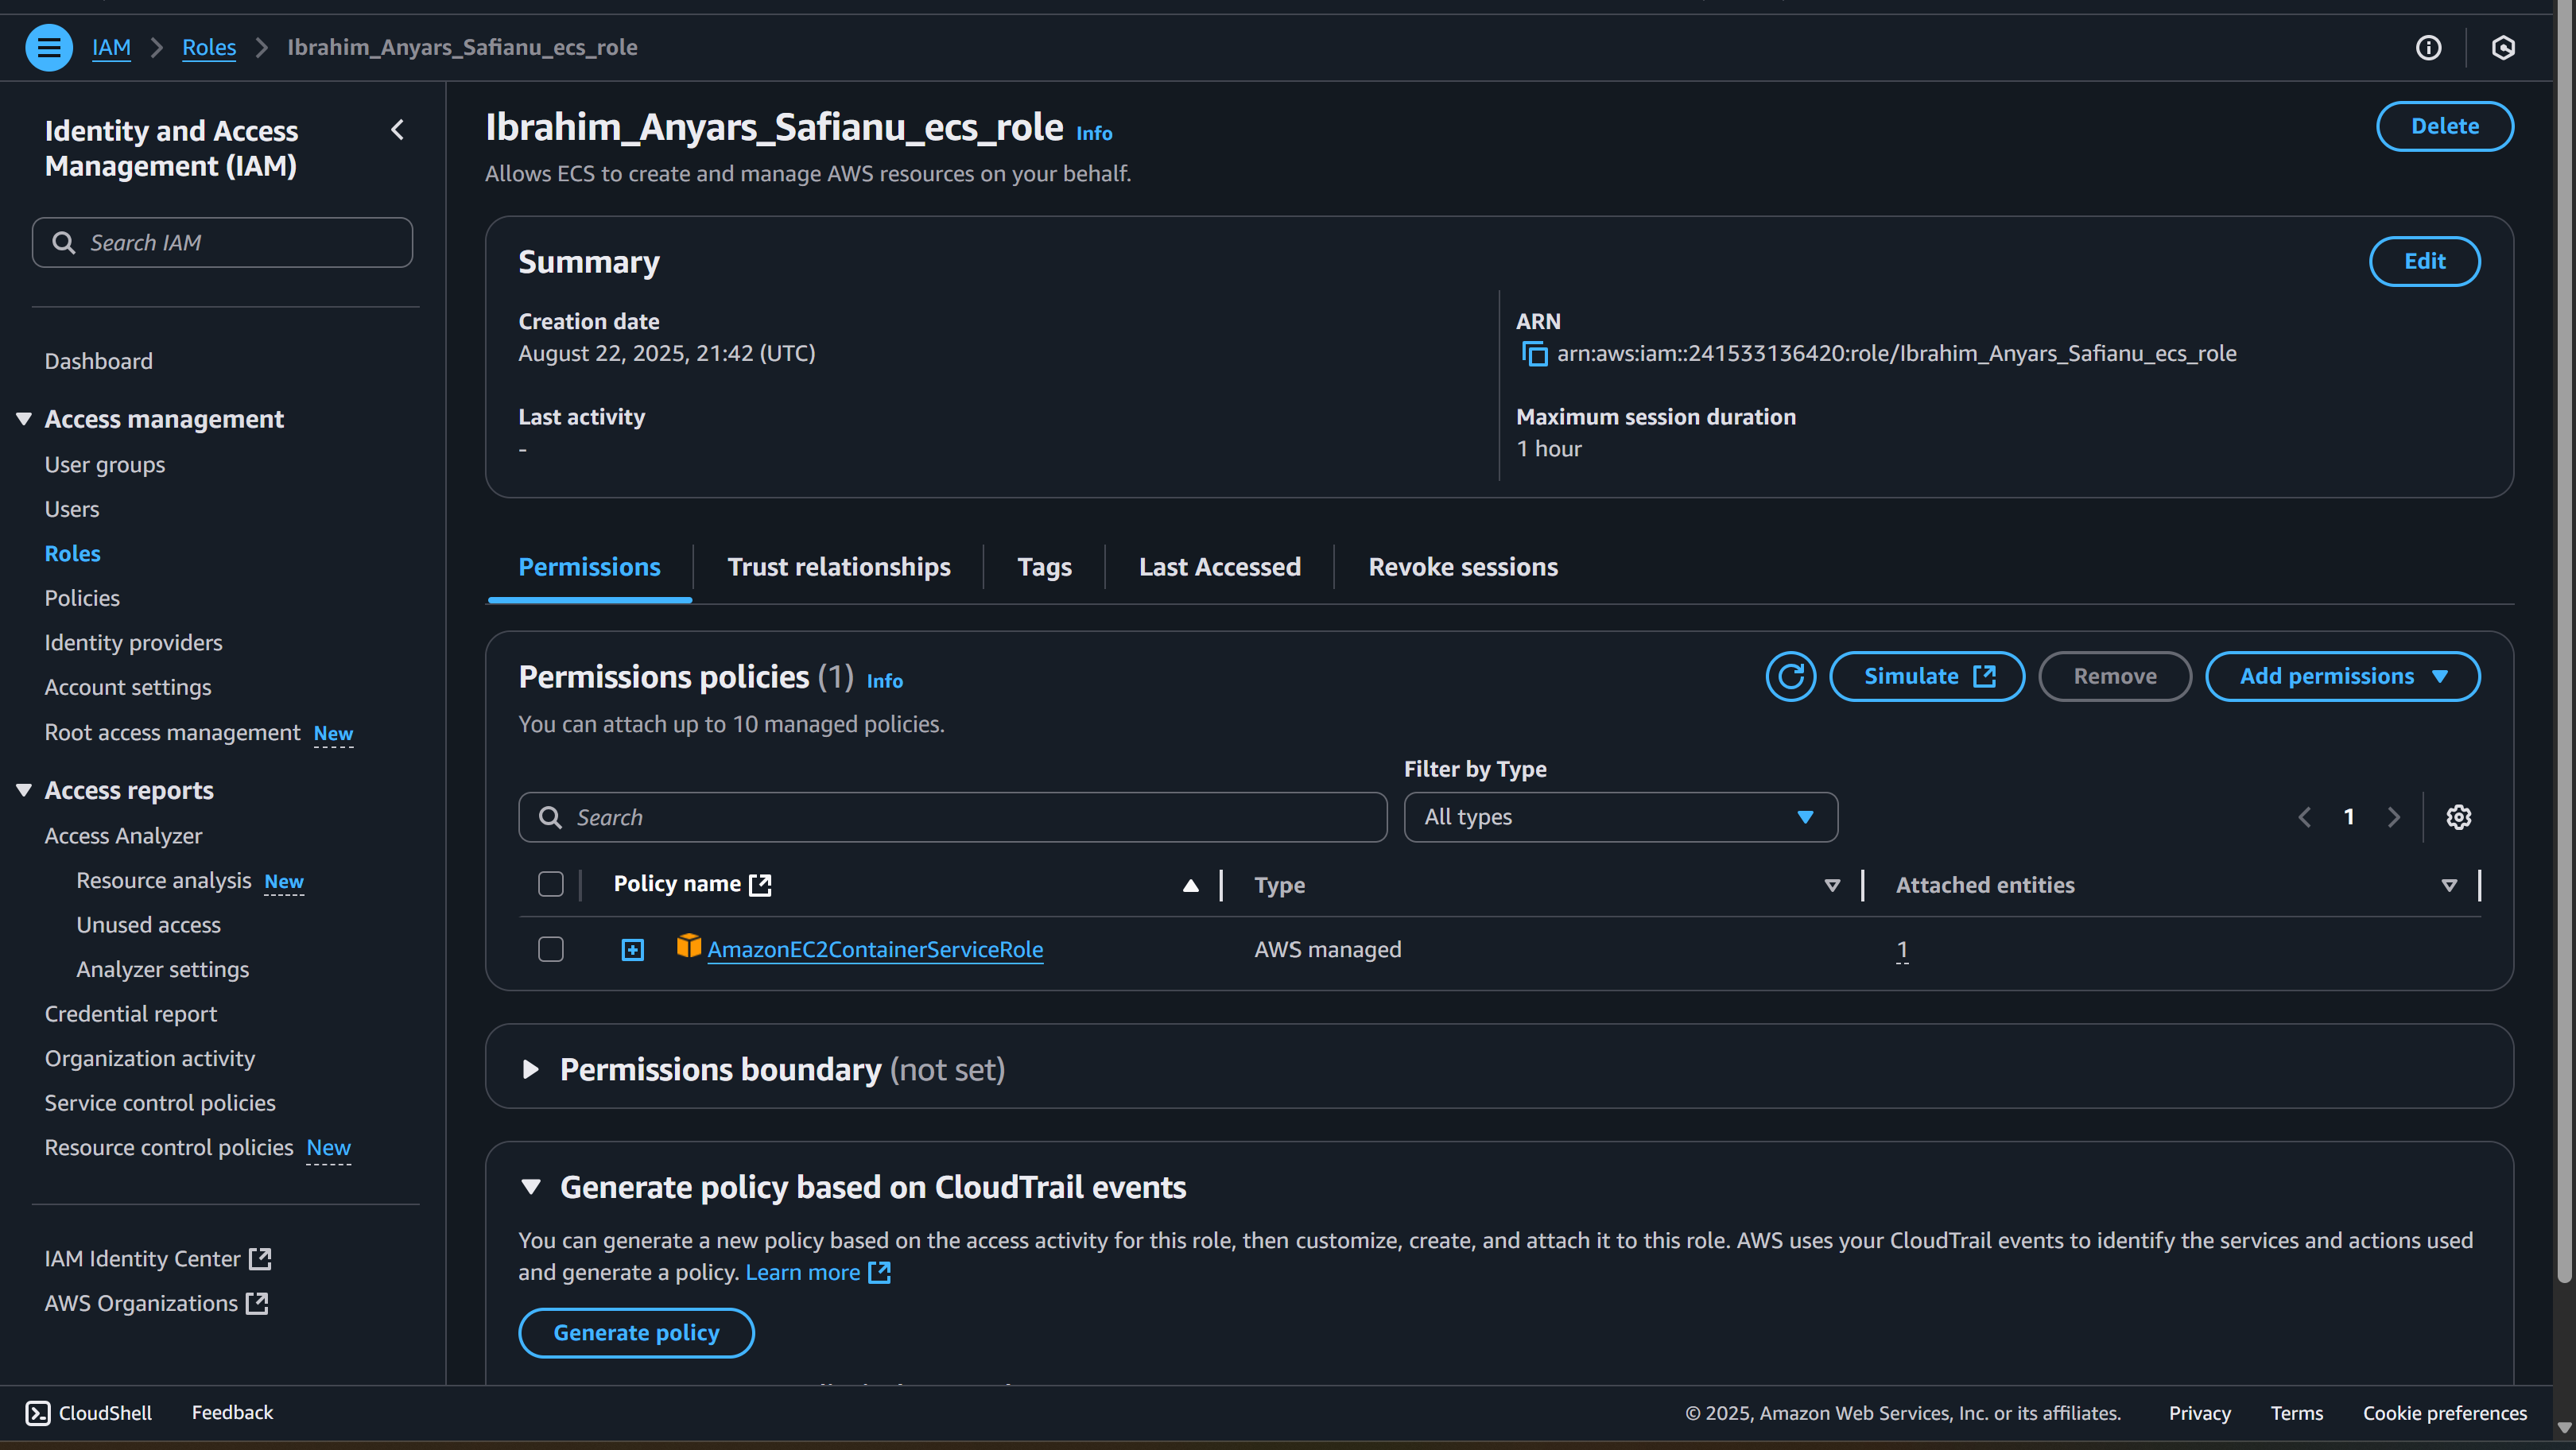 IAM > Roles > Ibrahim_Anyars_Safianu_ecs_role
Identity and Access
Management (IAM)
Search IAM
Dashboard
Access management
User groups
Users
Roles
Policies
Identity providers
Account settings
Root access management New
Access reports
Access Analyzer
Resource analysis New
Unused access
Analyzer settings
Credential report
Organization activity
Service control policies
Resource control policies New
IAM Identity Center
AWS Organizations
Ibrahim_Anyars_Safianu_ecs_role Info
Delete
Allows ECS to create and manage AWS resources on your behalf.
Summary
Edit
Creation date
August 22, 2025, 21:42 (UTC)
ARN
arn:aws:iam::241533136420:role/Ibrahim_Anyars_Safianu_ecs_role
Last activity
-
Maximum session duration
1 hour
Permissions
Trust relationships
Tags
Last Accessed
Revoke sessions
Permissions policies (1) Info
Simulate
Remove
Add permissions
You can attach up to 10 managed policies.
Filter by Type
Search
All types
1
Policy name
Type
Attached entities
AmazonEC2ContainerServiceRole
AWS managed
1
Permissions boundary (not set)
Generate policy based on CloudTrail events
You can generate a new policy based on the access activity for this role, then customize, create, and attach it to this role. AWS uses your CloudTrail events to identify the services and actions used
and generate a policy. Learn more
Generate policy
CloudShell
Feedback
© 2025, Amazon Web Services, Inc. or its affiliates.
Privacy
Terms
Cookie preferences